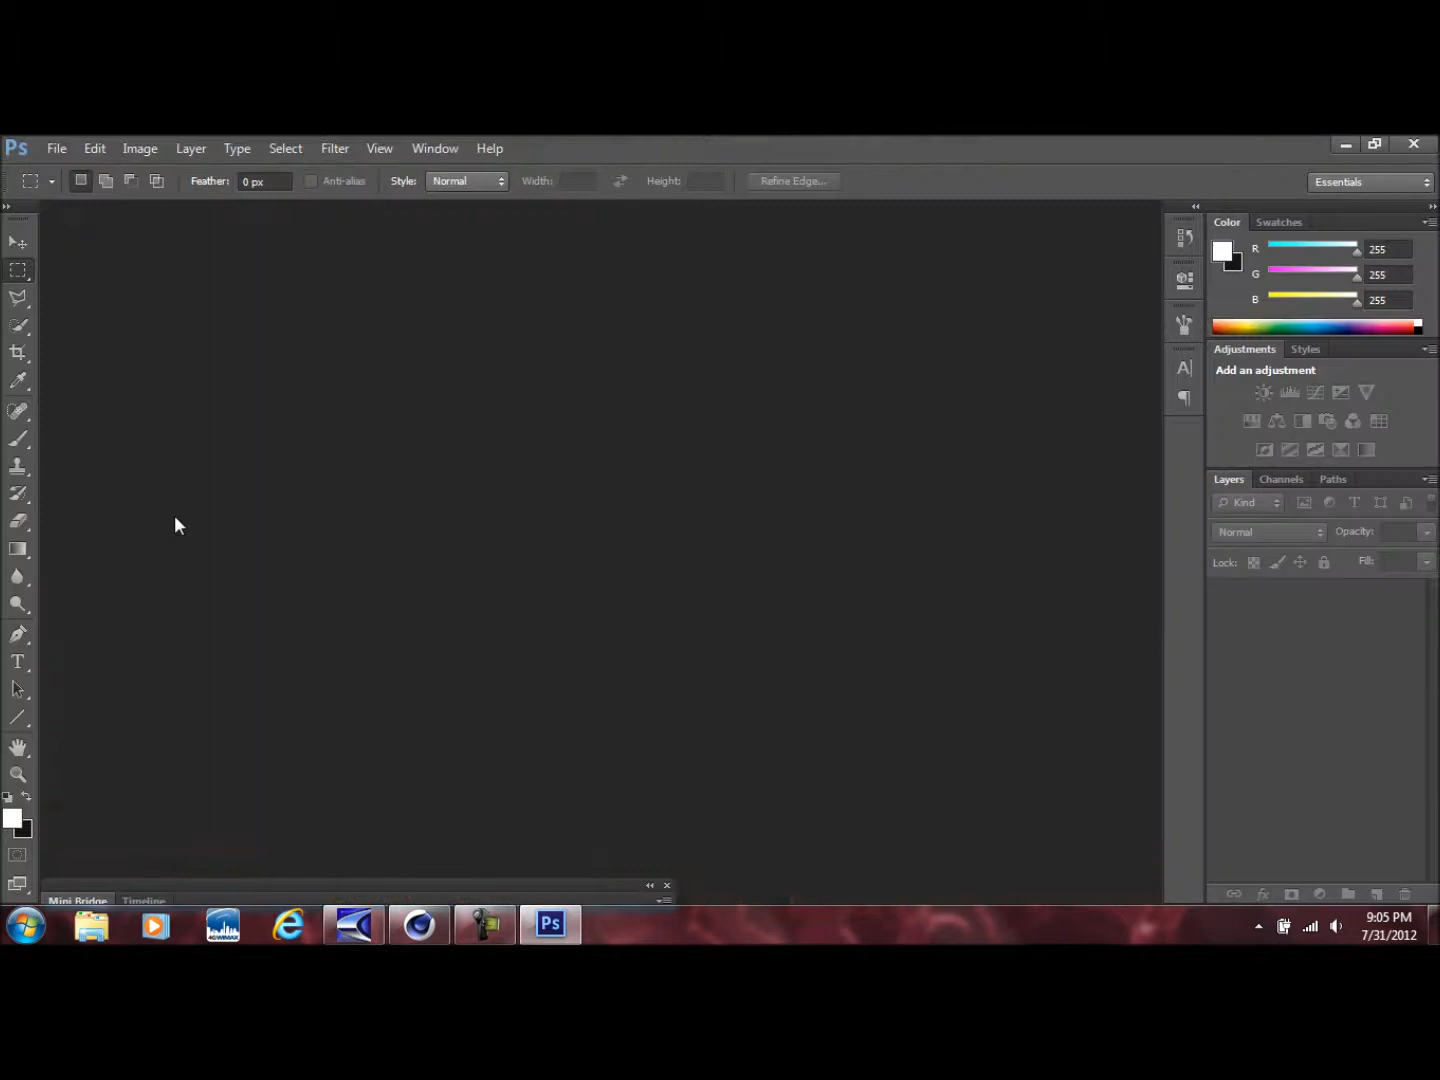 Ps File Edit Image Layer Type Select Filter View Window Help
Feather: 0 px Anti-alias Style: Normal Width: Height: Refine Edge... Essentials
Color Swatches
R 255
G 255
B 255
Adjustments Styles
Add an adjustment
Layers Channels Paths
Kind
Normal Opacity:
Lock: Fill:
Mini Bridge Timeline
Ps
9:05 PM
7/31/2012